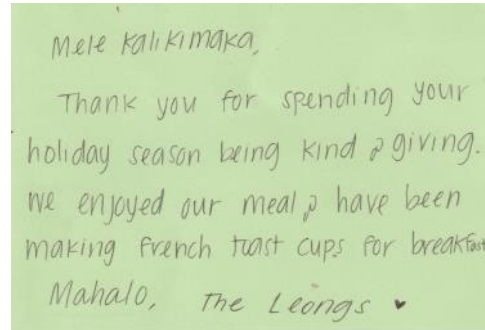 Mele Kalikimaka,
Thank you for spending your
holiday season being kind & giving.
We enjoyed our meal & have been
making french toast cups for breakfast
Mahalo, The Leongs ♥